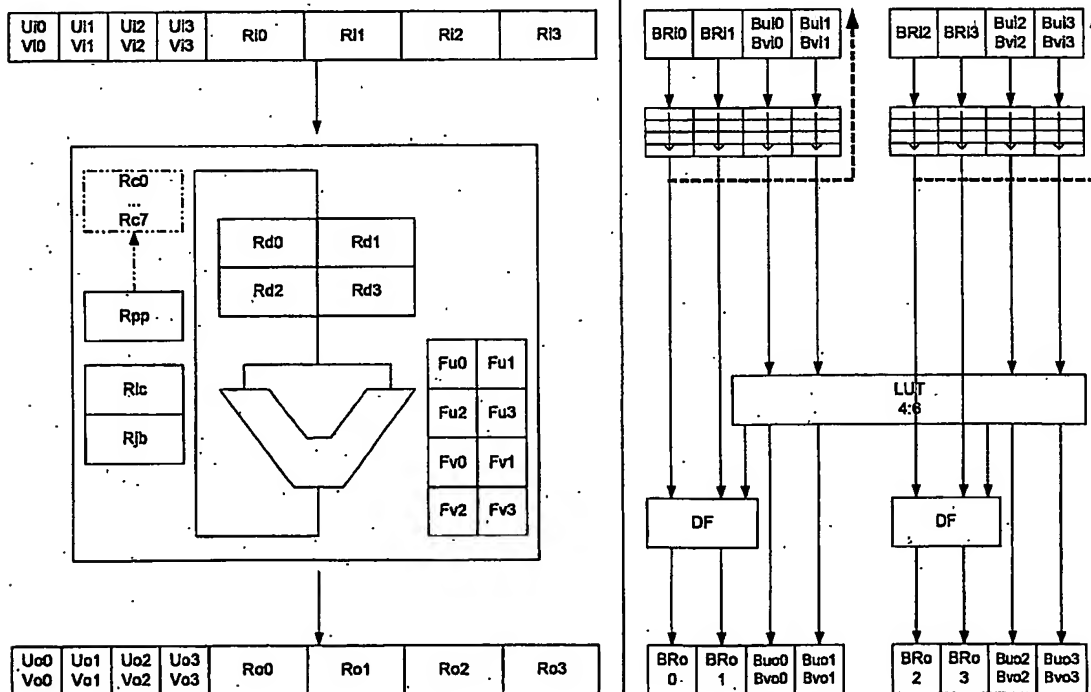 Ui0 Ui1 Ui2 Ui3 Ri0 Ri1 Ri2 Ri3
Vi0 Vi1 Vi2 Vi3
Rc0
...
Rc7
Rpp
Rlc
Rjb
Rd0 Rd1
Rd2 Rd3
Fu0 Fu1
Fu2 Fu3
Fv0 Fv1
Fv2 Fv3
Uo0 Uo1 Uo2 Uo3 Ro0 Ro1 Ro2 Ro3
Vo0 Vo1 Vo2 Vo3
BRi0 BRi1 Bui0 Bui1
Bvi0 Bvi1
BRi2 BRi3 Bui2 Bui3
Bvi2 Bvi3
LUT
4:6
DF
DF
BRo BRo Buo0 Buo1
0 1 Bvo0 Bvo1
BRo BRo Buo2 Buo3
2 3 Bvo2 Bvo3